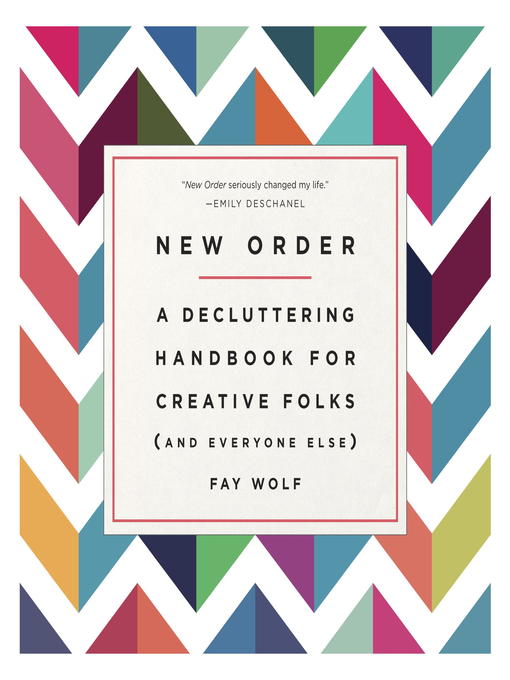 “New Order seriously changed my life.”
—EMILY DESCHANEL
NEW ORDER
A DECLUTTERING
HANDBOOK FOR
CREATIVE FOLKS
(AND EVERYONE ELSE)
FAY WOLF